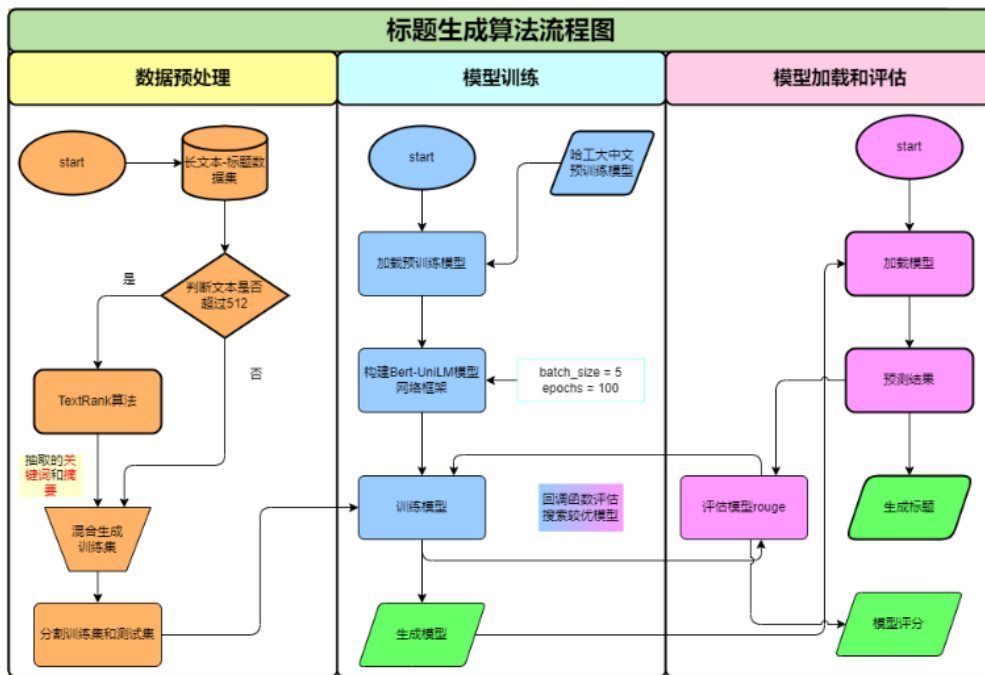 标题生成算法流程图
数据预处理
模型训练
模型加载和评估
start
长文本-标题数
据集
判断文本是否
超过512
是
否
TextRank算法
抽取的关
键词和摘
要
混合生成
训练集
分割训练集和测试集
start
哈工大中文
预训练模型
加载预训练模型
构建Bert-UniLM模型
网络框架
batch_size = 5
epochs = 100
训练模型
回调函数评估
搜索较优模型
生成模型
start
加载模型
预测结果
评估模型rouge
生成标题
模型评分